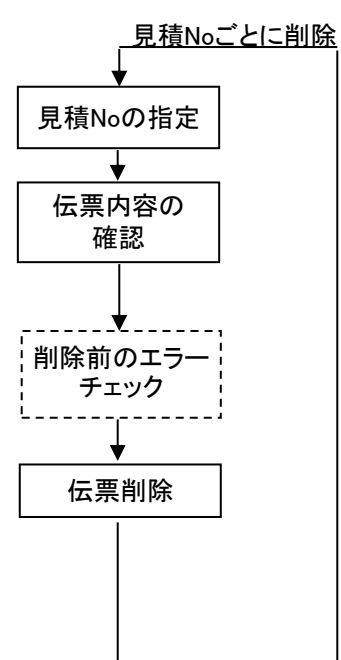 見積Noごとに削除
見積Noの指定
伝票内容の
確認
削除前のエラー
チェック
伝票削除